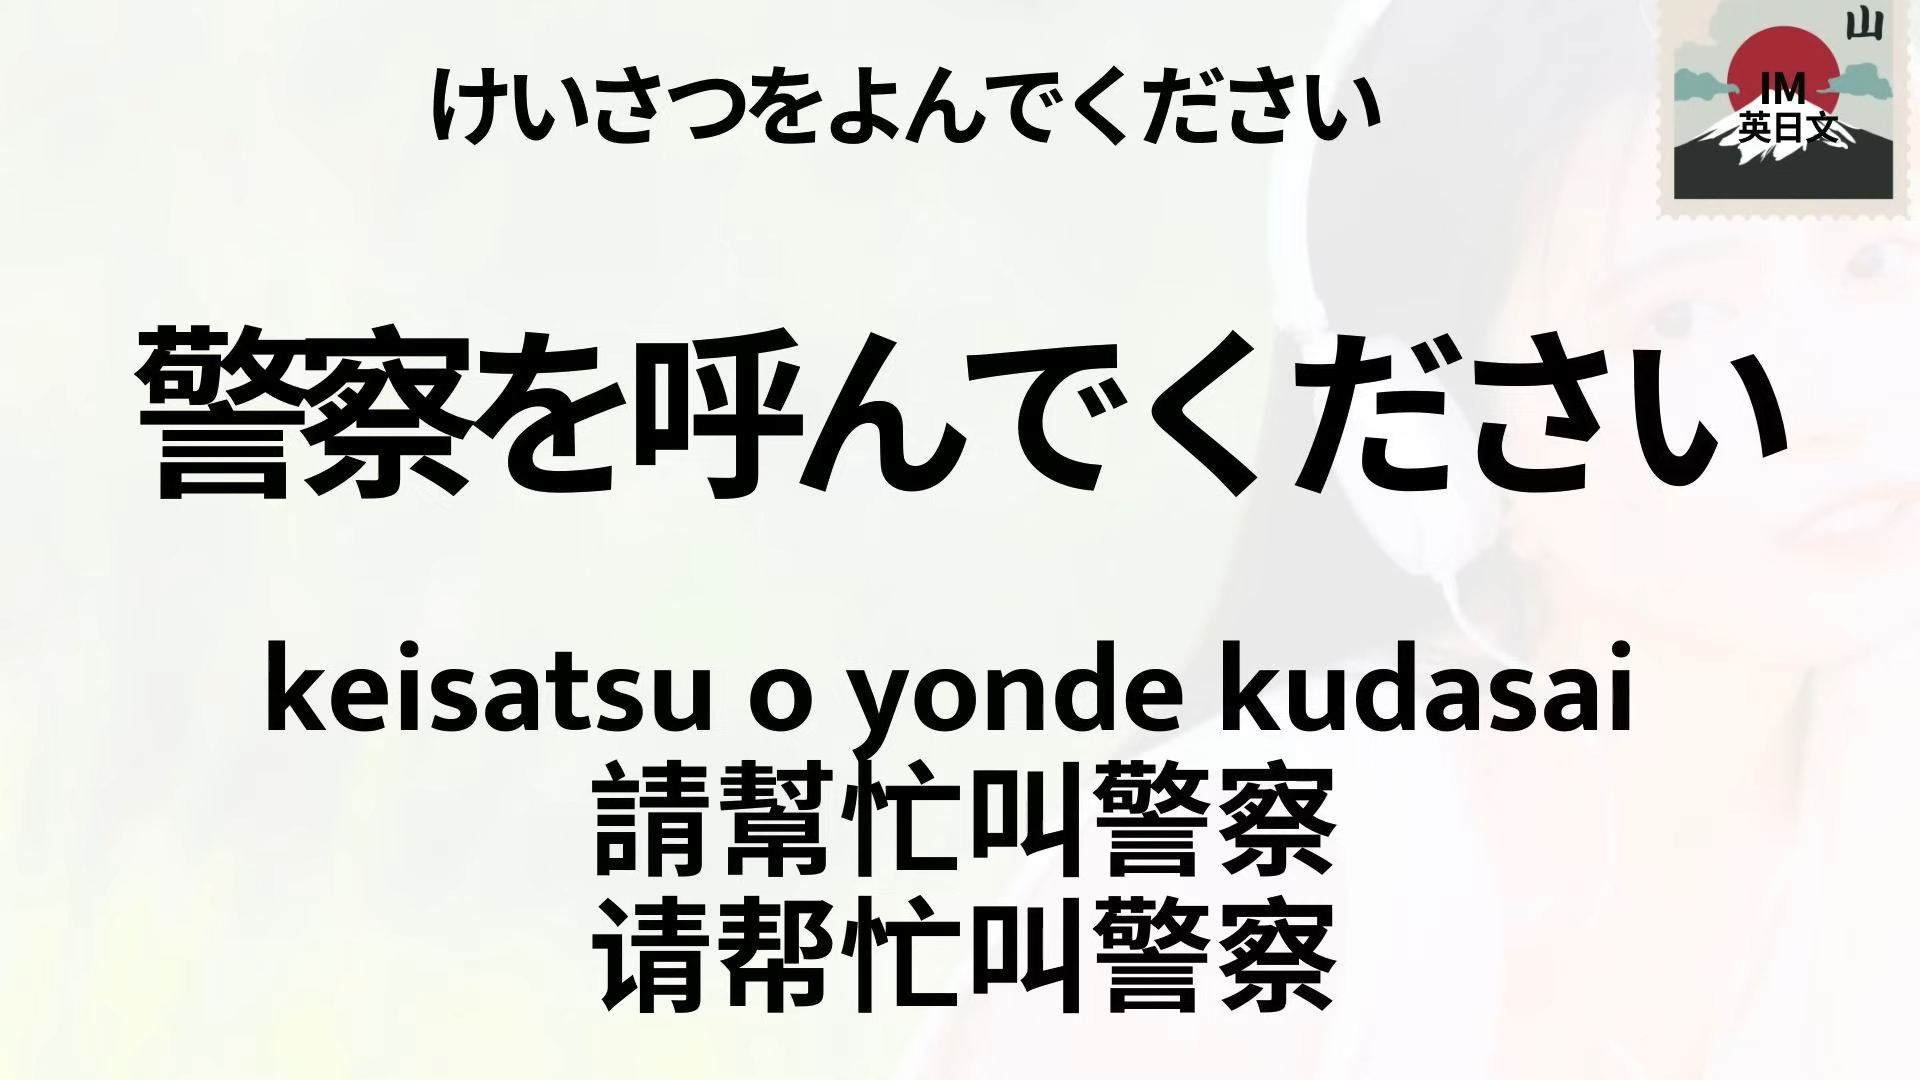 けいさつをよんでください
山
IM
英日文
警察を呼んでください
keisatsu o yonde kudasai
請幫忙叫警察
请帮忙叫警察